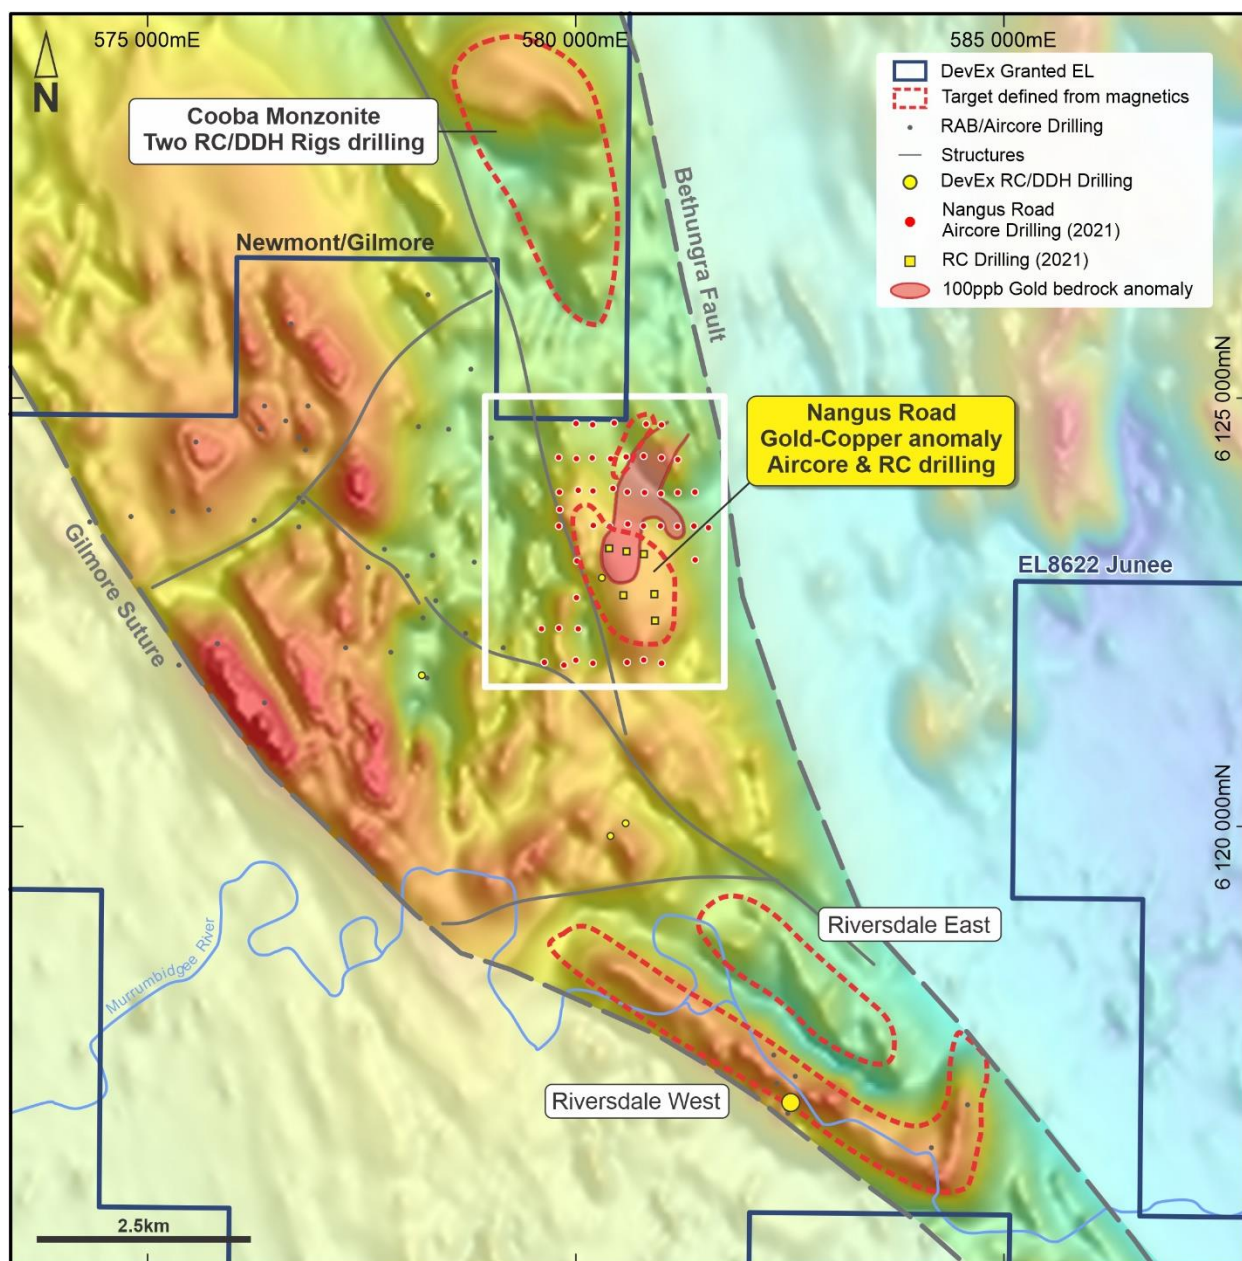 575 000mE
580 000mE
585 000mE
N
Cooba Monzonite
Two RC/DDH Rigs drilling
DevEx Granted EL
Target defined from magnetics
RAB/Aircore Drilling
Structures
DevEx RC/DDH Drilling
Nangus Road
Aircore Drilling (2021)
RC Drilling (2021)
100ppb Gold bedrock anomaly
Bethungra Fault
Newmont/Gilmore
6 125 000mN
Nangus Road
Gold-Copper anomaly
Aircore & RC drilling
Gilmore Suture
EL8622 Junee
6 120 000mN
Murrumbidgee River
Riversdale East
Riversdale West
2.5km